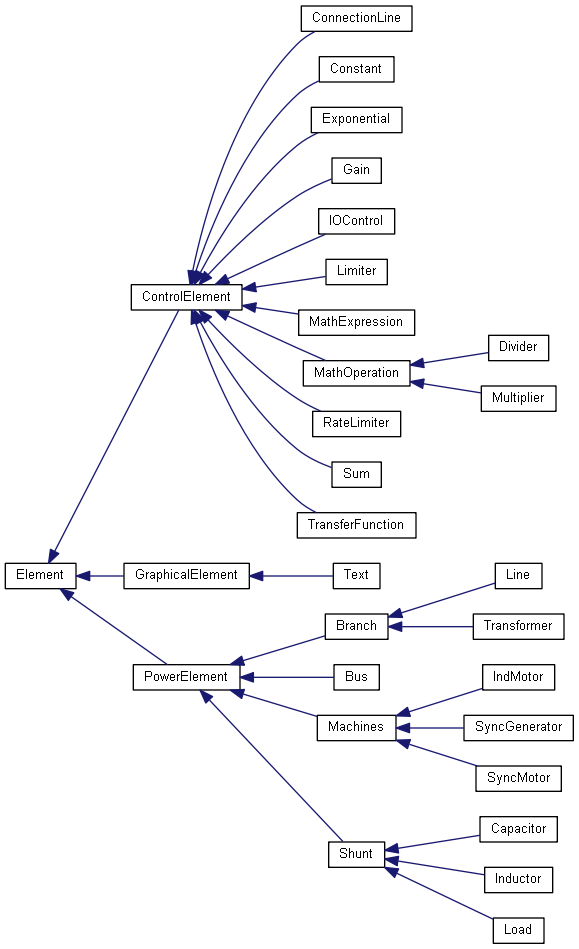 ConnectionLine
Constant
Exponential
Gain
IOControl
Limiter
ControlElement
MathExpression
Divider
MathOperation
Multiplier
RateLimiter
Sum
TransferFunction
Element
GraphicalElement
Text
Line
Branch
Transformer
PowerElement
Bus
IndMotor
Machines
SyncGenerator
SyncMotor
Capacitor
Shunt
Inductor
Load